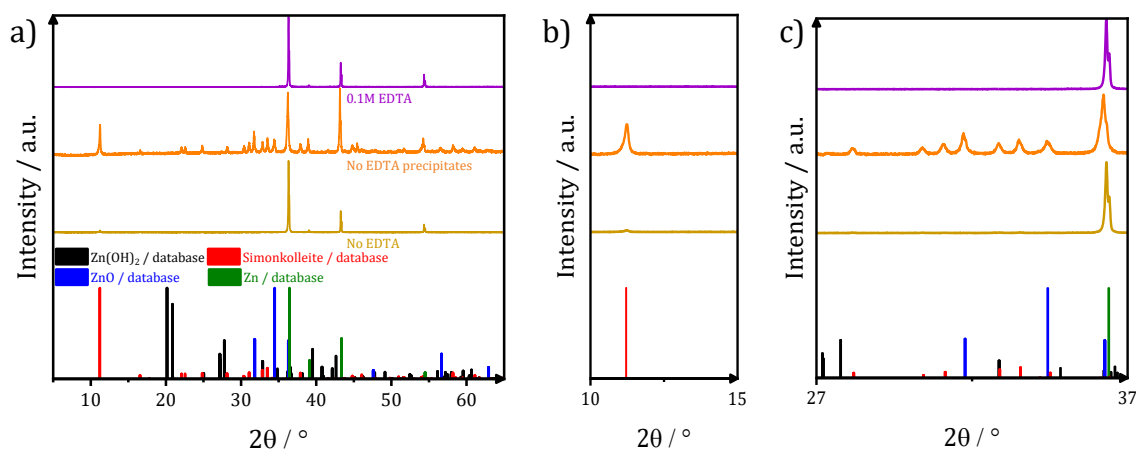 a)
Intensity / a.u.
0.1M EDTA
No EDTA precipitates
No EDTA
Zn(OH)₂ / database
Simonkolleite / database
ZnO / database
Zn / database
10 20 30 40 50 60
2θ / °
b)
Intensity / a.u.
10 15
2θ / °
c)
Intensity / a.u.
27 37
2θ / °